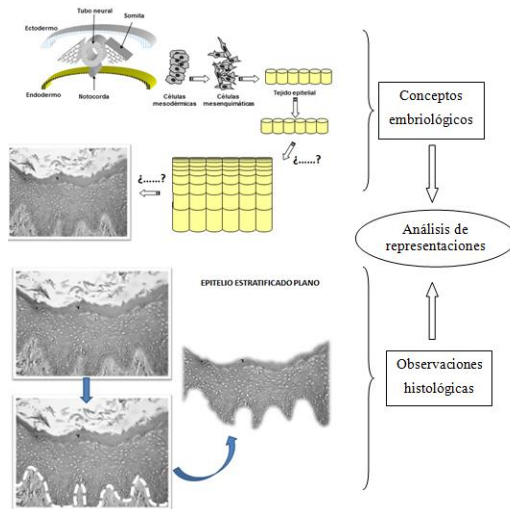 Tubo neural
Somita
Ectodermo
Endodermo
Notocorda
Células
mesodérmicas
Células
mesenquimáticas
Tejido epitelial
¿......?
¿......?
Conceptos
embriológicos
Análisis de
representaciones
EPITELIO ESTRATIFICADO PLANO
Observaciones
histológicas